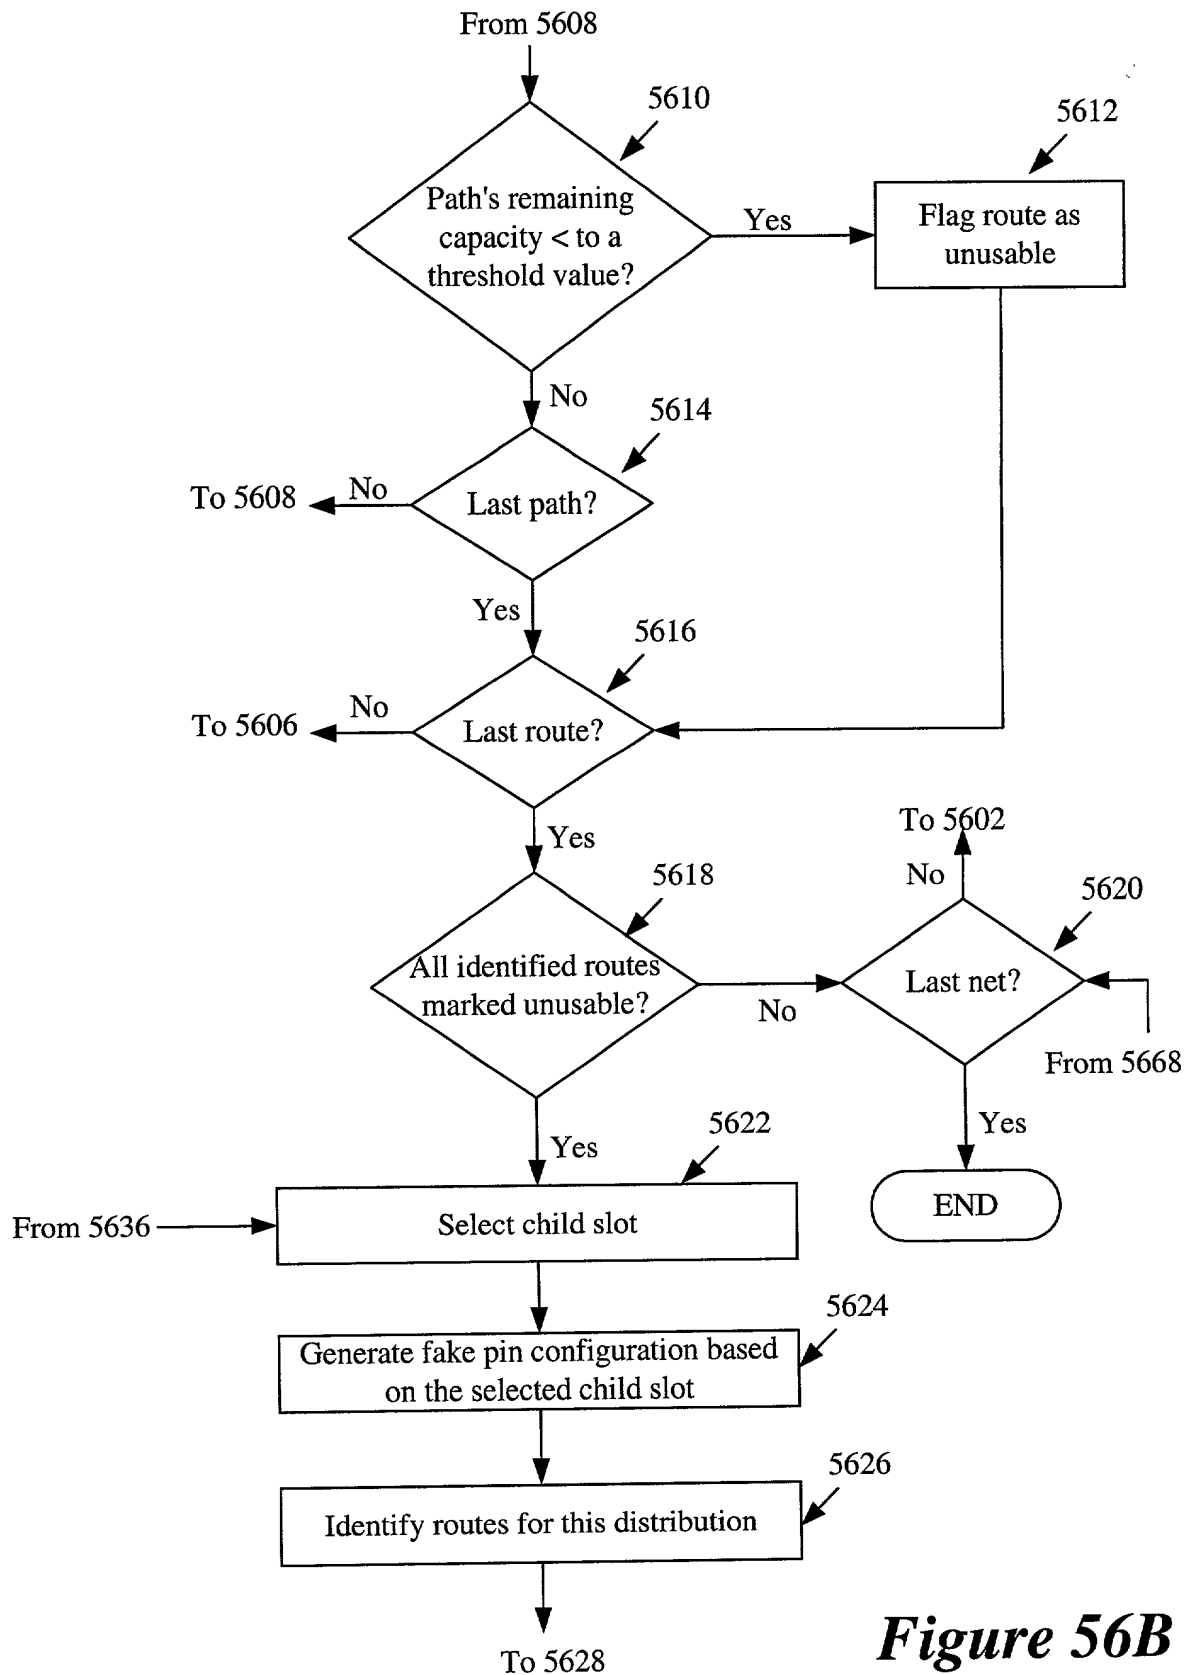 From 5608
5610
5612
Path's remaining
capacity < to a
threshold value?
Yes
Flag route as
unusable
No
5614
To 5608
No
Last path?
Yes
5616
To 5606
No
Last route?
Yes
To 5602
No
5618
5620
All identified routes
marked unusable?
No
Last net?
From 5668
Yes
Yes
5622
END
From 5636
Select child slot
5624
Generate fake pin configuration based
on the selected child slot
5626
Identify routes for this distribution
To 5628
Figure 56B